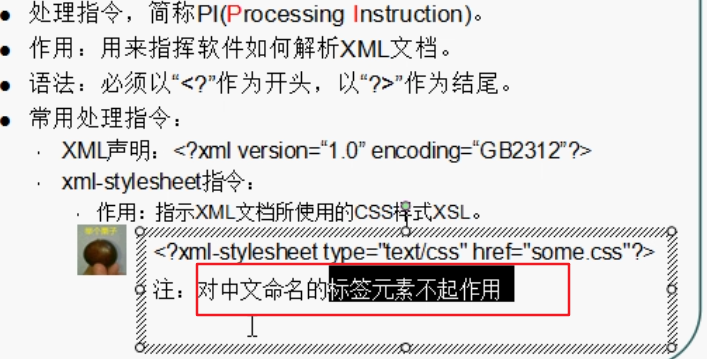 处理指令，简称PI(Processing Instruction)。
作用：用来指挥软件如何解析XML文档。
语法：必须以“<?”作为开头，以“?>”作为结尾。
常用处理指令：
XML声明：<?xml version=“1.0” encoding=“GB2312”?>
xml-stylesheet指令：
作用：指示XML文档所使用的CSS样式XSL。
<?xml-stylesheet type="text/css" href="some.css"?>
注：对中文命名的标签元素不起作用